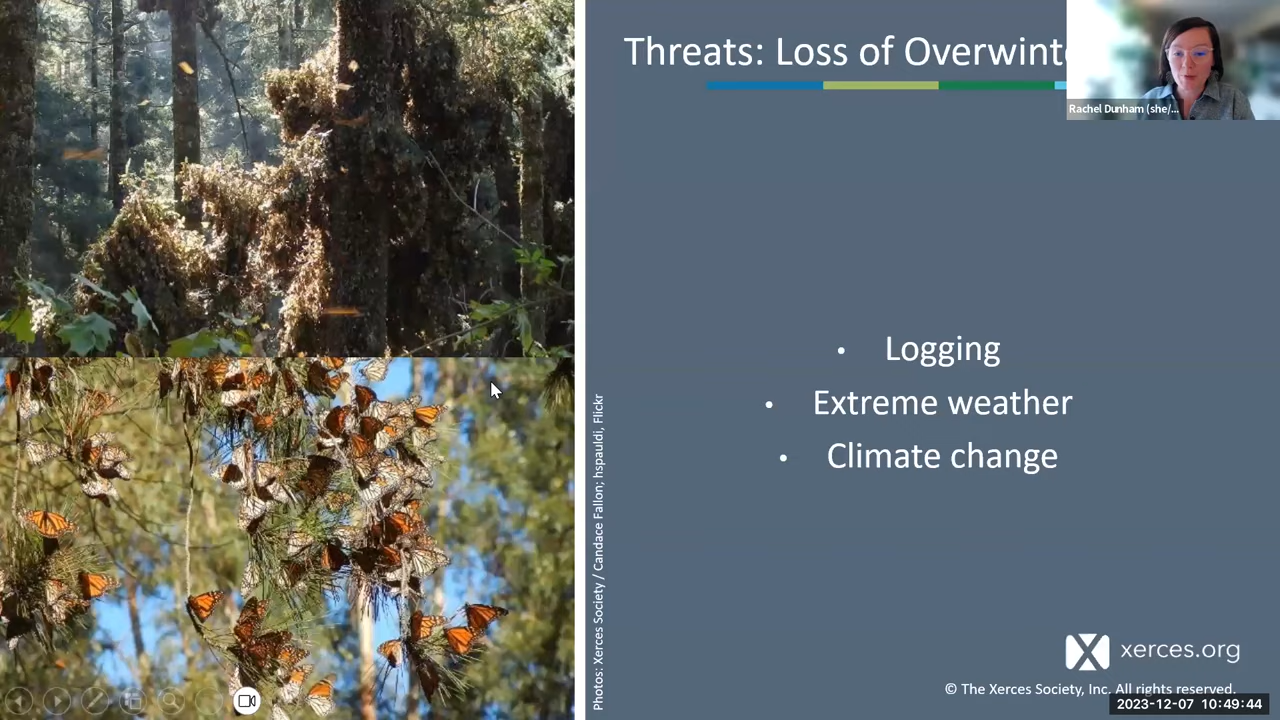 Threats: Loss of Overwint
Rachel Dunham (she/...
Logging
Extreme weather
Climate change
Photos: Xerces Society / Candace Fallon; hspauldi, Flickr
xerces.org
© The Xerces Society, Inc. All rights reserved.
2023-12-07 10:49:44